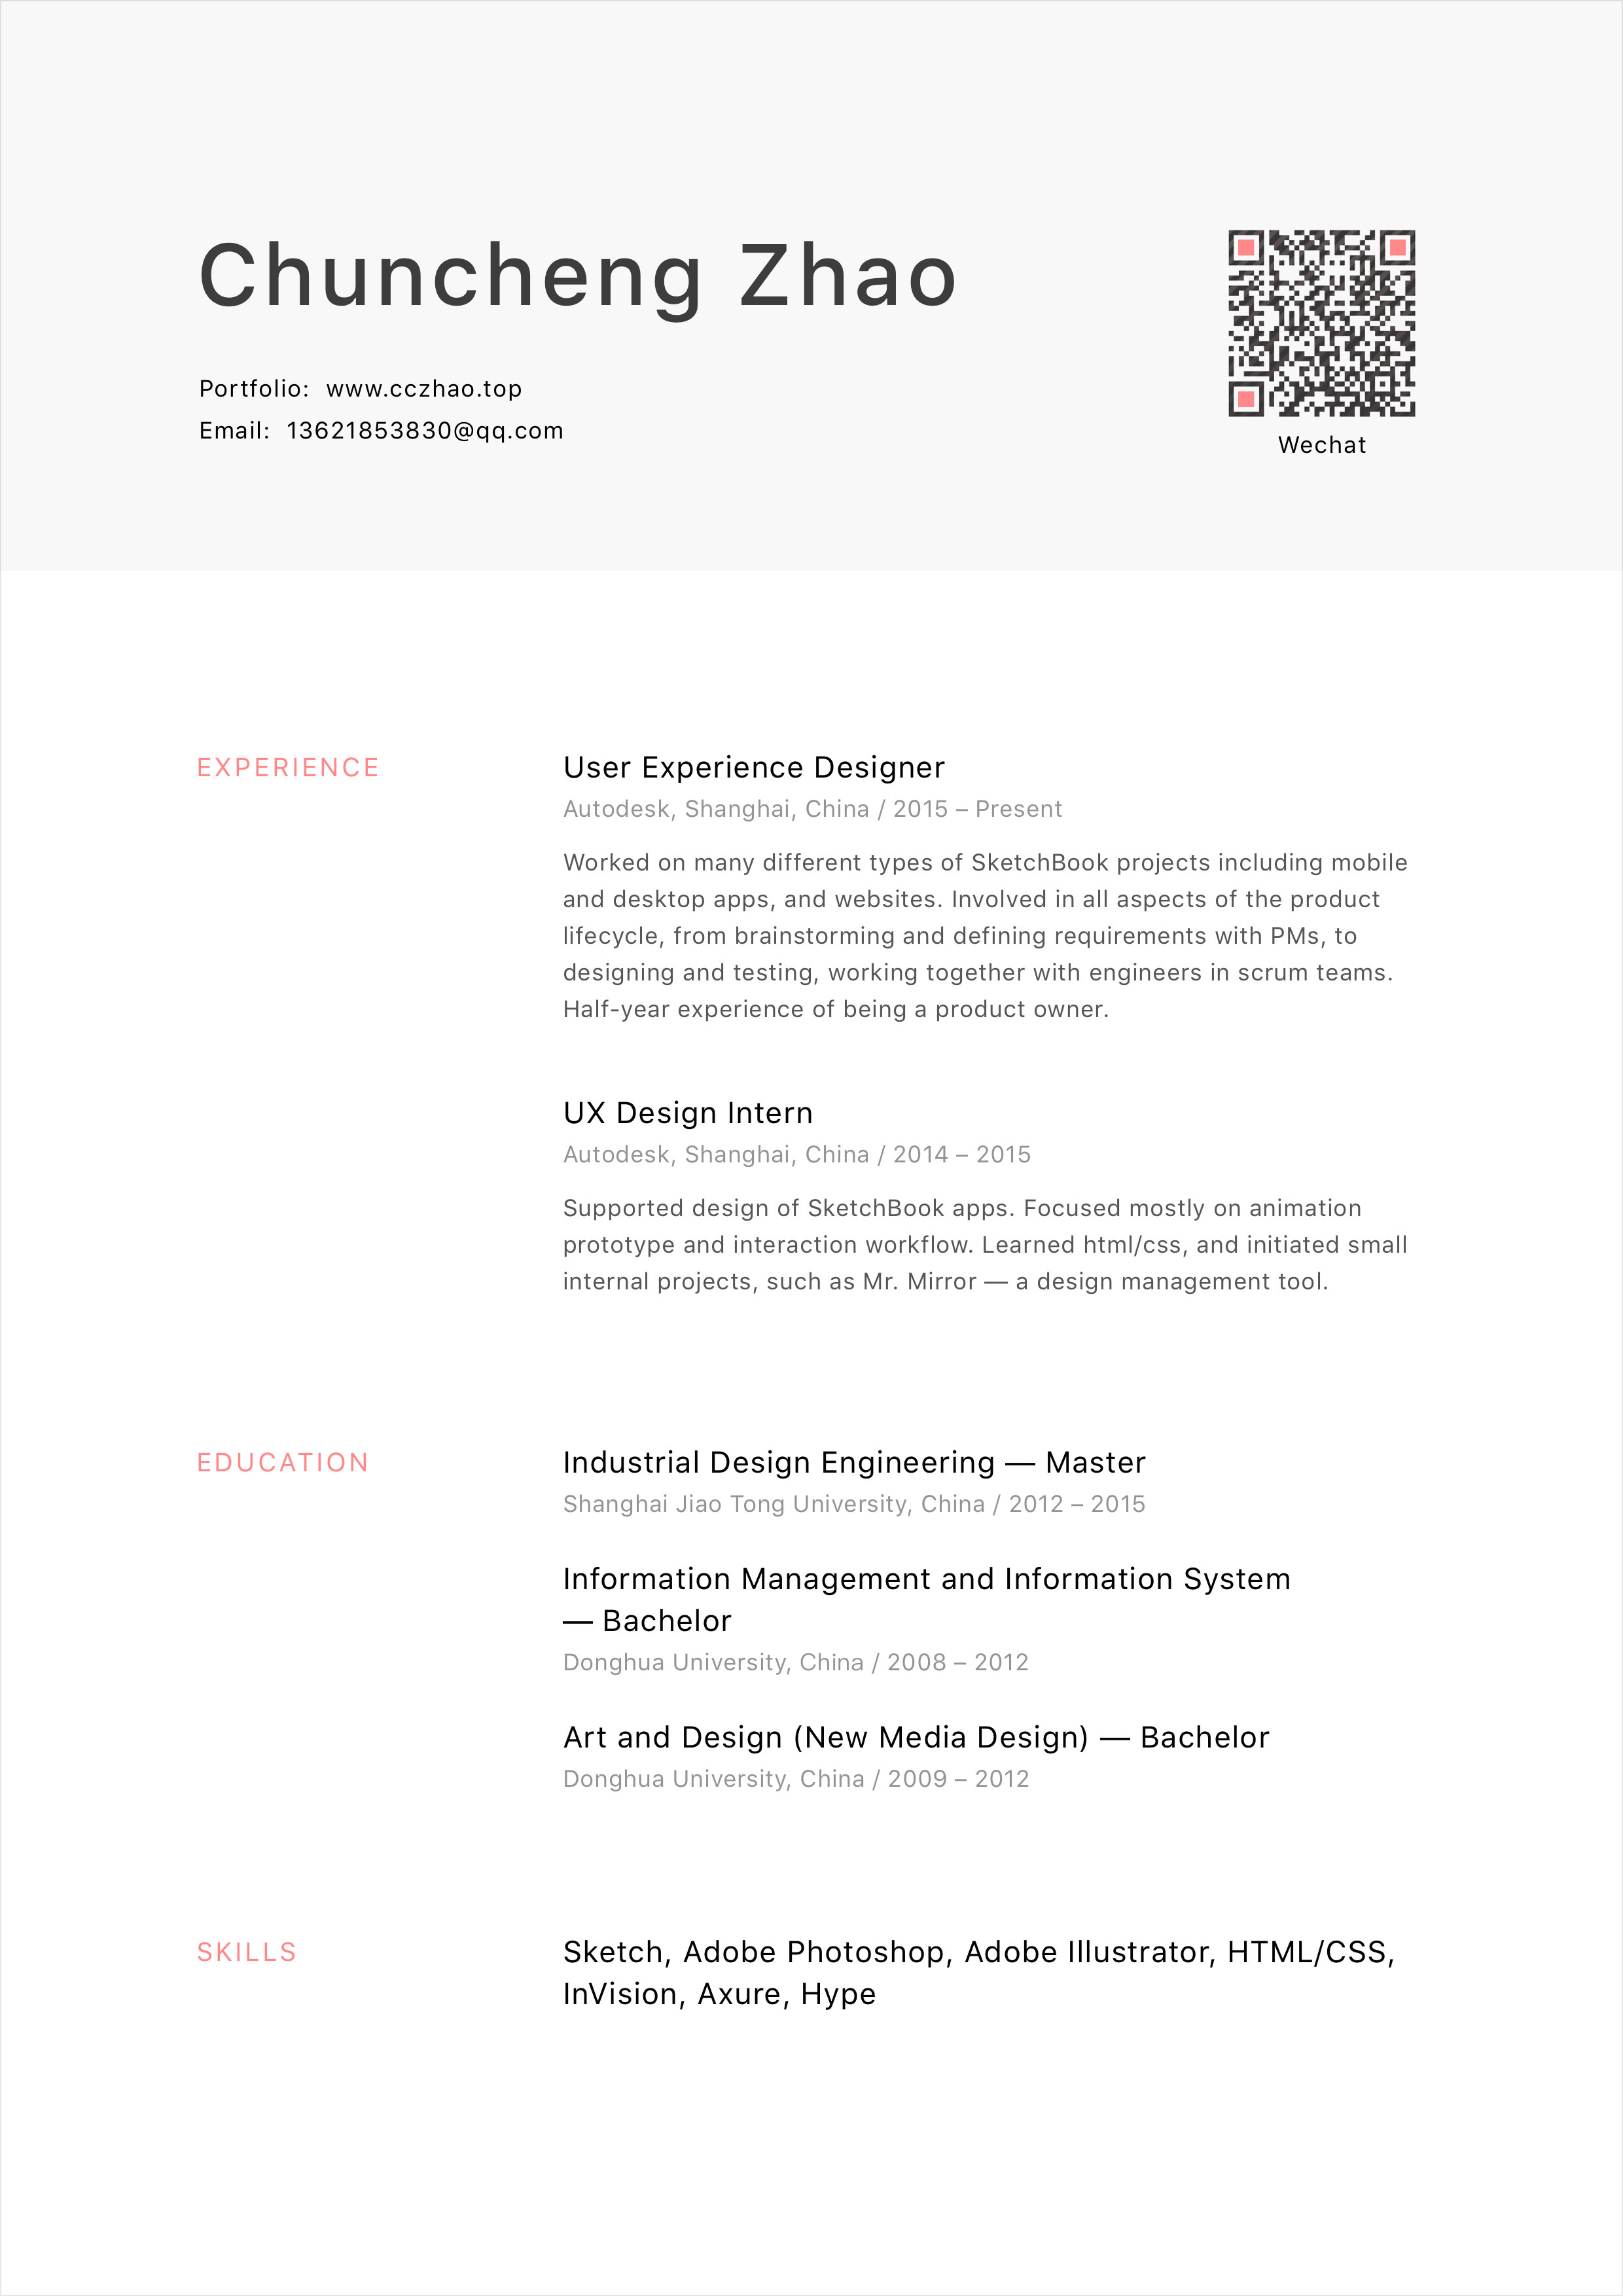 Chuncheng Zhao
Portfolio: www.cczhao.top
Email: 13621853830@qq.com
Wechat
EXPERIENCE
User Experience Designer
Autodesk, Shanghai, China / 2015 – Present
Worked on many different types of SketchBook projects including mobile
and desktop apps, and websites. Involved in all aspects of the product
lifecycle, from brainstorming and defining requirements with PMs, to
designing and testing, working together with engineers in scrum teams.
Half-year experience of being a product owner.
UX Design Intern
Autodesk, Shanghai, China / 2014 – 2015
Supported design of SketchBook apps. Focused mostly on animation
prototype and interaction workflow. Learned html/css, and initiated small
internal projects, such as Mr. Mirror — a design management tool.
EDUCATION
Industrial Design Engineering — Master
Shanghai Jiao Tong University, China / 2012 – 2015
Information Management and Information System
— Bachelor
Donghua University, China / 2008 – 2012
Art and Design (New Media Design) — Bachelor
Donghua University, China / 2009 – 2012
SKILLS
Sketch, Adobe Photoshop, Adobe Illustrator, HTML/CSS,
InVision, Axure, Hype